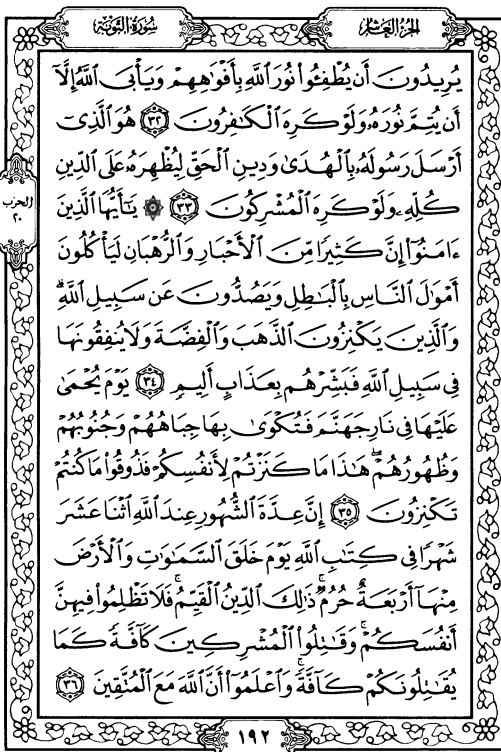 الجزء العاشر
سورة التوبة
يُرِيدُونَ أَن يُطْفِـُٔوا۟ نُورَ ٱللَّهِ بِأَفْوَٰهِهِمْ وَيَأْبَى ٱللَّهُ إِلَّآ
أَن يُتِمَّ نُورَهُۥ وَلَوْ كَرِهَ ٱلْكَٰفِرُونَ ٣٢ هُوَ ٱلَّذِىٓ
أَرْسَلَ رَسُولَهُۥ بِٱلْهُدَىٰ وَدِينِ ٱلْحَقِّ لِيُظْهِرَهُۥ عَلَى ٱلدِّينِ
كُلِّهِۦ وَلَوْ كَرِهَ ٱلْمُشْرِكُونَ ٣٣ ۞ يَٰٓأَيُّهَا ٱلَّذِينَ
ءَامَنُوٓا۟ إِنَّ كَثِيرًا مِّنَ ٱلْأَحْبَارِ وَٱلرُّهْبَانِ لَيَأْكُلُونَ
أَمْوَٰلَ ٱلنَّاسِ بِٱلْبَٰطِلِ وَيَصُدُّونَ عَن سَبِيلِ ٱللَّهِ ۗ
وَٱلَّذِينَ يَكْنِزُونَ ٱلذَّهَبَ وَٱلْفِضَّةَ وَلَا يُنفِقُونَهَا
فِى سَبِيلِ ٱللَّهِ فَبَشِّرْهُم بِعَذَابٍ أَلِيمٍ ٣٤ يَوْمَ يُحْمَىٰ
عَلَيْهَا فِى نَارِ جَهَنَّمَ فَتُكْوَىٰ بِهَا جِبَاهُهُمْ وَجُنُوبُهُمْ
وَظُهُورُهُمْ ۖ هَٰذَا مَا كَنَزْتُمْ لِأَنفُسِكُمْ فَذُوقُوا۟ مَا كُنتُمْ
تَكْنِزُونَ ٣٥ إِنَّ عِدَّةَ ٱلشُّهُورِ عِندَ ٱللَّهِ ٱثْنَا عَشَرَ
شَهْرًا فِى كِتَٰبِ ٱللَّهِ يَوْمَ خَلَقَ ٱلسَّمَٰوَٰتِ وَٱلْأَرْضَ
مِنْهَآ أَرْبَعَةٌ حُرُمٌ ۚ ذَٰلِكَ ٱلدِّينُ ٱلْقَيِّمُ ۚ فَلَا تَظْلِمُوا۟ فِيهِنَّ
أَنفُسَكُمْ ۚ وَقَٰتِلُوا۟ ٱلْمُشْرِكِينَ كَآفَّةً كَمَا
يُقَٰتِلُونَكُمْ كَآفَّةً ۚ وَٱعْلَمُوٓا۟ أَنَّ ٱللَّهَ مَعَ ٱلْمُتَّقِينَ ٣٦
الحزب
٢٠
١٩٢